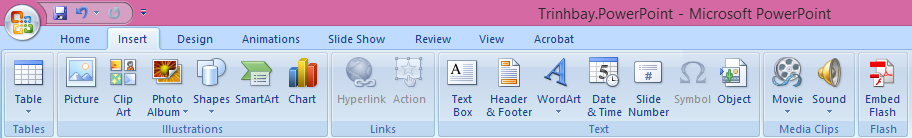 Trinhbay.PowerPoint - Microsoft PowerPoint
Home Insert Design Animations Slide Show Review View Acrobat
Table
Picture
Clip
Art
Photo
Album
Shapes
SmartArt
Chart
Hyperlink
Action
Text
Box
Header
& Footer
WordArt
Date
& Time
Slide
Number
Symbol
Object
Movie
Sound
Embed
Flash
Tables
Illustrations
Links
Text
Media Clips
Flash